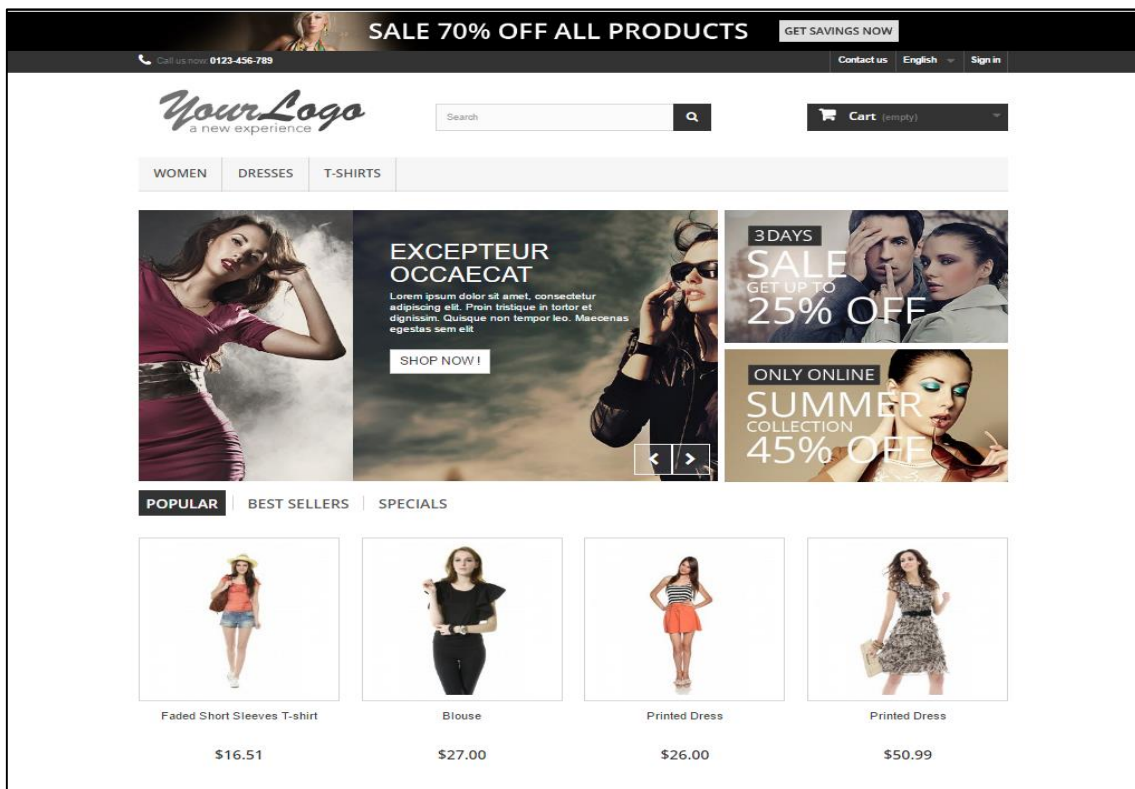 SALE 70% OFF ALL PRODUCTS GET SAVINGS NOW
Call us now: 0123-456-789 Contact us English Sign in
YourLogo
a new experience
Search Cart (empty)
WOMEN DRESSES T-SHIRTS
EXCEPTEUR
OCCAECAT
Lorem ipsum dolor sit amet, consectetur
adipiscing elit. Proin tristique in tortor et
dignissim. Quisque non tempor leo. Maecenas
egestas sem elit
SHOP NOW !
3 DAYS
SALE
GET UP TO
25% OFF
ONLY ONLINE
SUMMER
COLLECTION
45% OFF
POPULAR BEST SELLERS SPECIALS
Faded Short Sleeves T-shirt Blouse Printed Dress Printed Dress
$16.51 $27.00 $26.00 $50.99